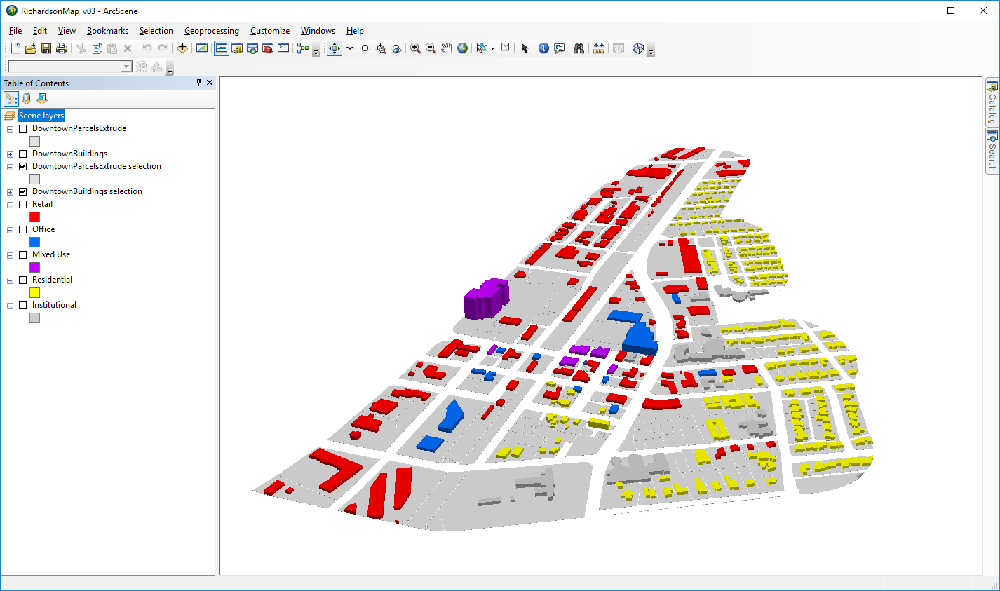 RichardsonMap_v03 - ArcScene
File Edit View Bookmarks Selection Geoprocessing Customize Windows Help
Table of Contents
Scene layers
DowntownParcelsExtrude
DowntownBuildings
DowntownParcelsExtrude selection
DowntownBuildings selection
Retail
Office
Mixed Use
Residential
Institutional
Catalog
Search